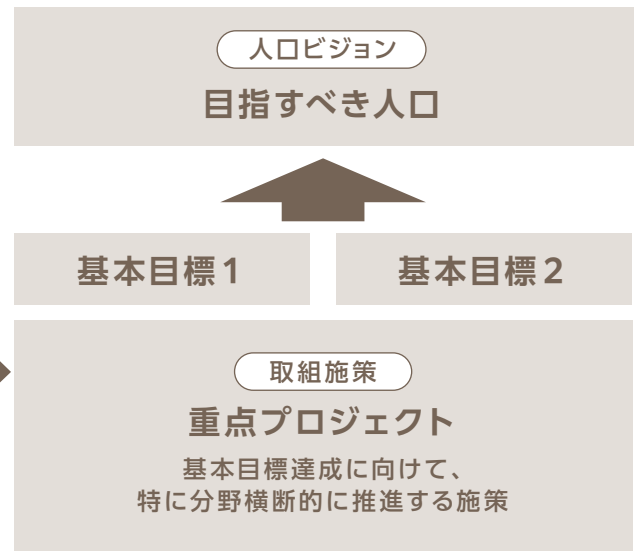 人口ビジョン
目指すべき人口
基本目標1
基本目標2
取組施策
重点プロジェクト
基本目標達成に向けて、
特に分野横断的に推進する施策